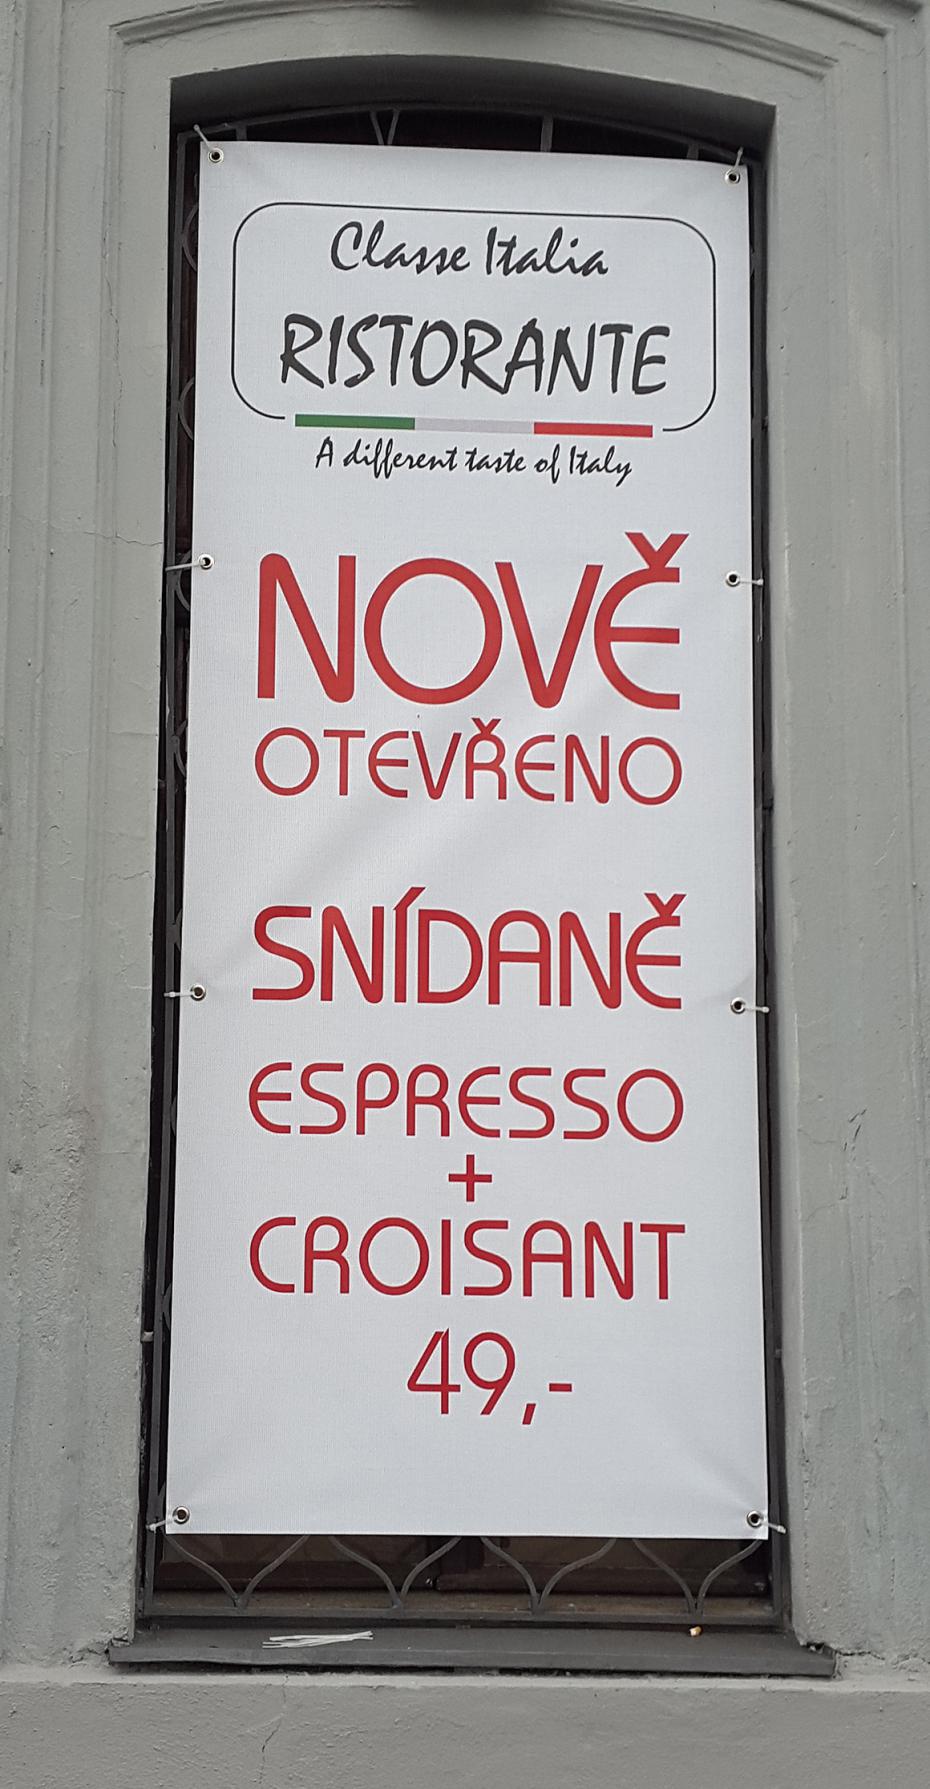 Classe Italia
RISTORANTE
A different taste of Italy
NOVĚ
OTEVŘENO
SNÍDANĚ
ESPRESSO
+
CROISANT
49,-